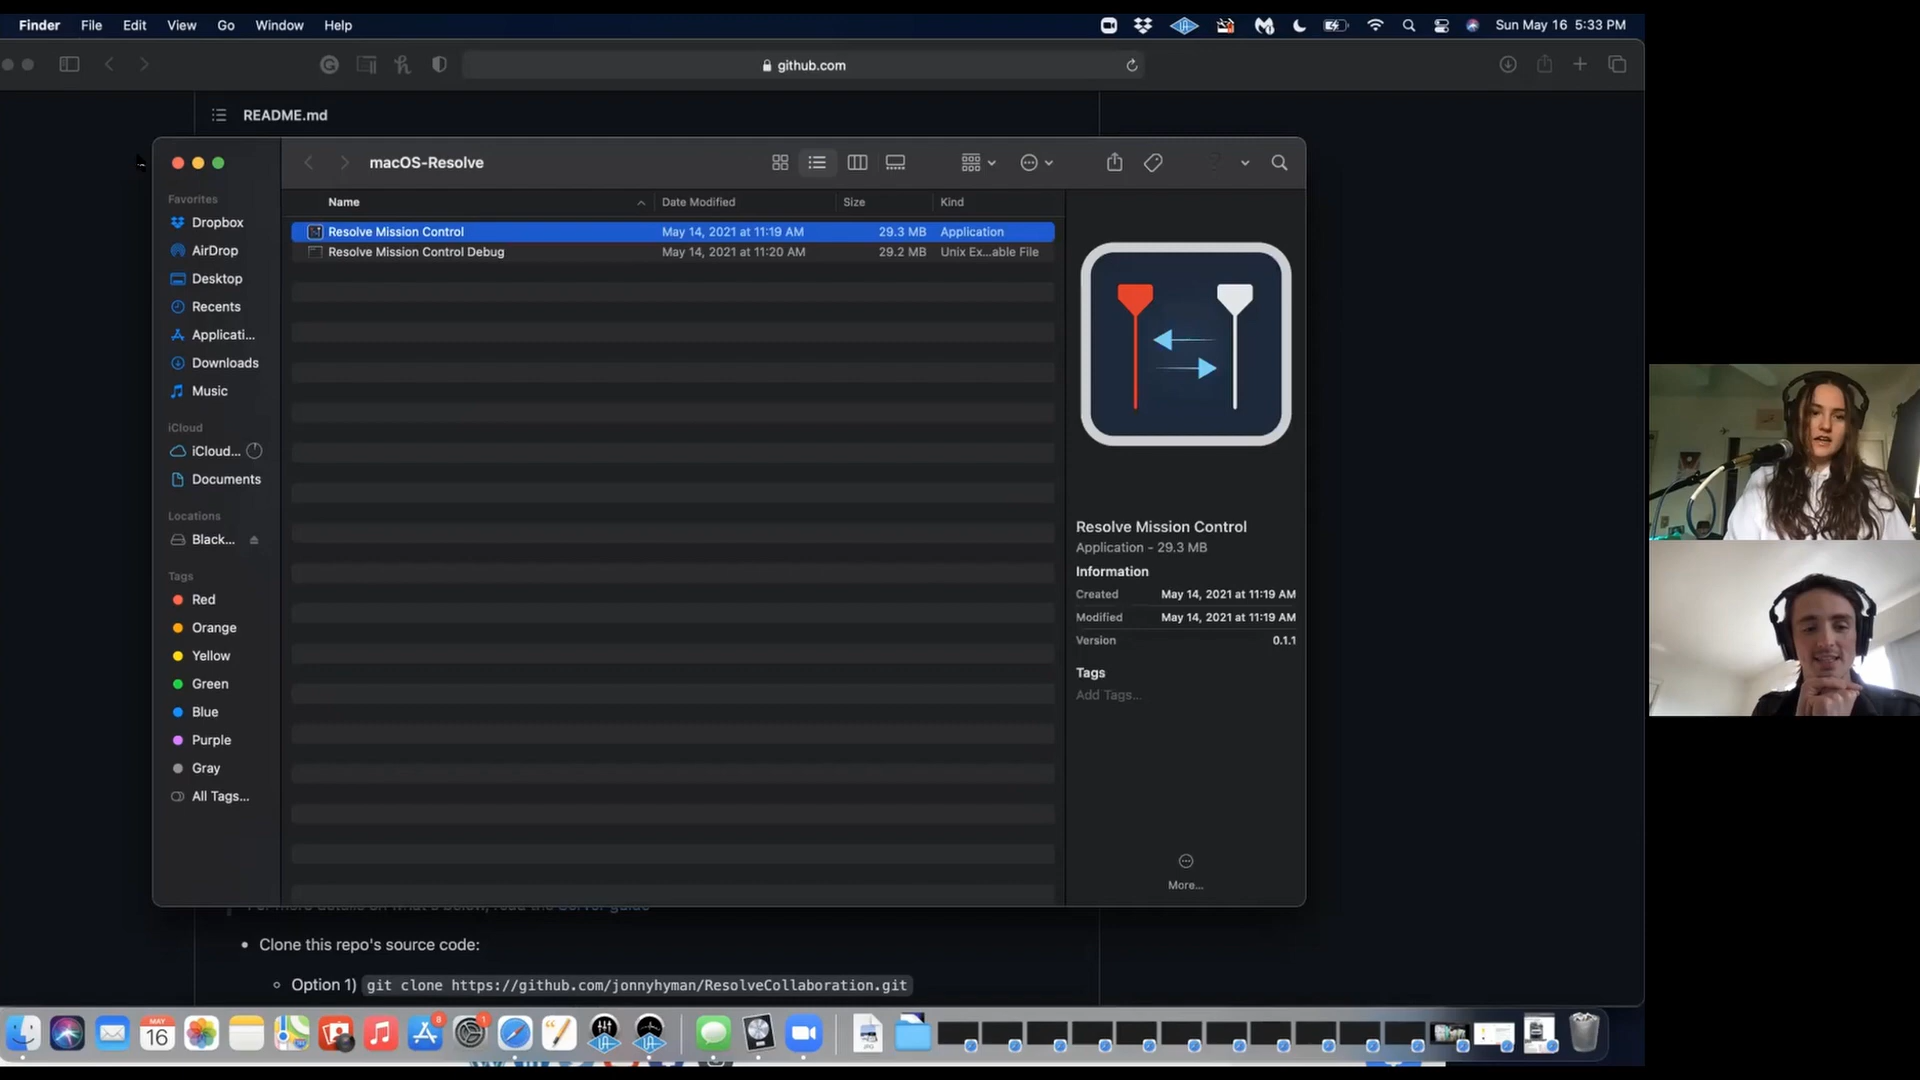 Finder File Edit View Go Window Help Sun May 16 5:33 PM
github.com
README.md
macOS-Resolve
Favorites
Dropbox
AirDrop
Desktop
Recents
Applicati...
Downloads
Music
iCloud
iCloud...
Documents
Locations
Black...
Tags
Red
Orange
Yellow
Green
Blue
Purple
Gray
All Tags...
Name Date Modified Size Kind
Resolve Mission Control May 14, 2021 at 11:19 AM 29.3 MB Application
Resolve Mission Control Debug May 14, 2021 at 11:20 AM 29.2 MB Unix Ex...able File
Resolve Mission Control
Application - 29.3 MB
Information
Created May 14, 2021 at 11:19 AM
Modified May 14, 2021 at 11:19 AM
Version 0.1.1
Tags
Add Tags...
More...
Clone this repo's source code:
Option 1) git clone https://github.com/jonnyhyman/ResolveCollaboration.git
MAY
16
8
1